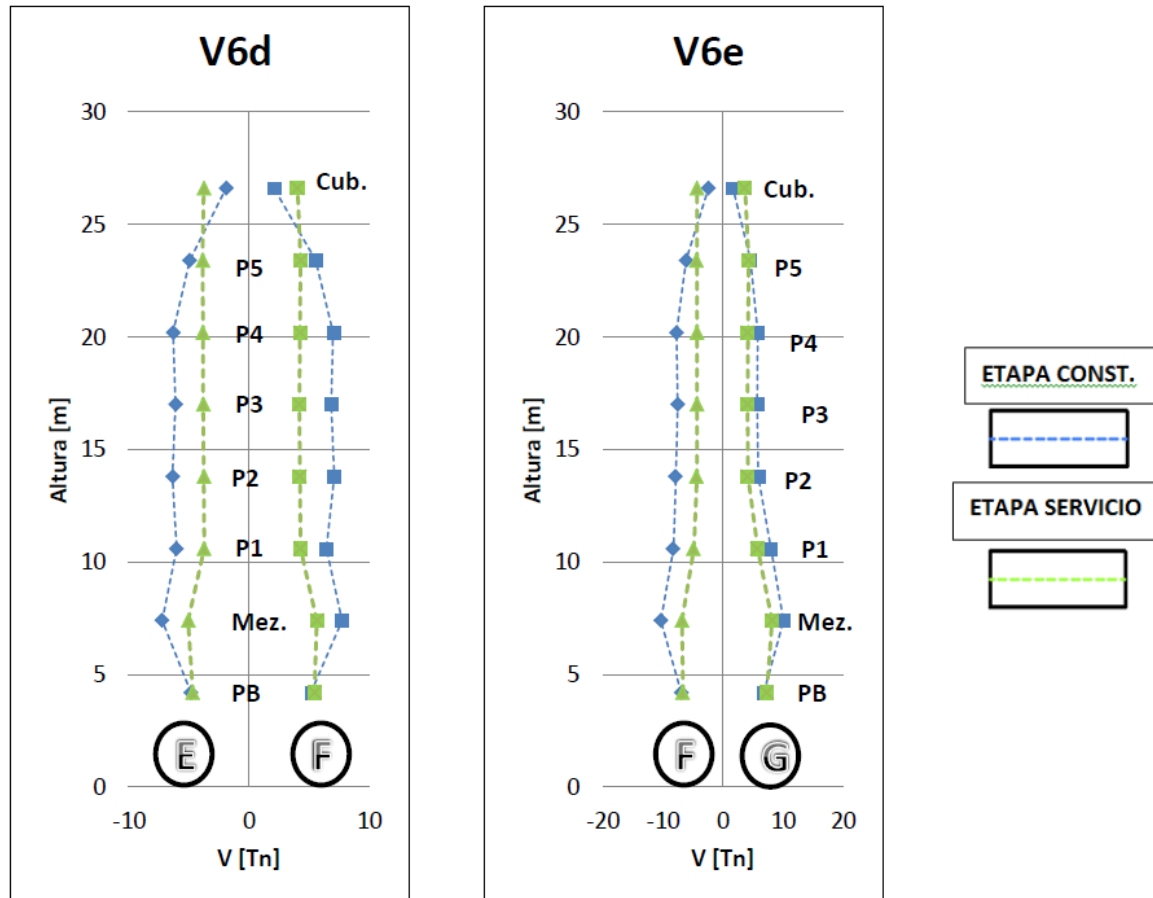 V6d
30
25
20
15
10
5
0
-10
0
10
Altura [m]
V [Tn]
Cub.
P5
P4
P3
P2
P1
Mez.
PB
E
F
V6e
30
25
20
15
10
5
0
-20
-10
0
10
20
Altura [m]
V [Tn]
Cub.
P5
P4
P3
P2
P1
Mez.
PB
F
G
ETAPA CONST.
ETAPA SERVICIO